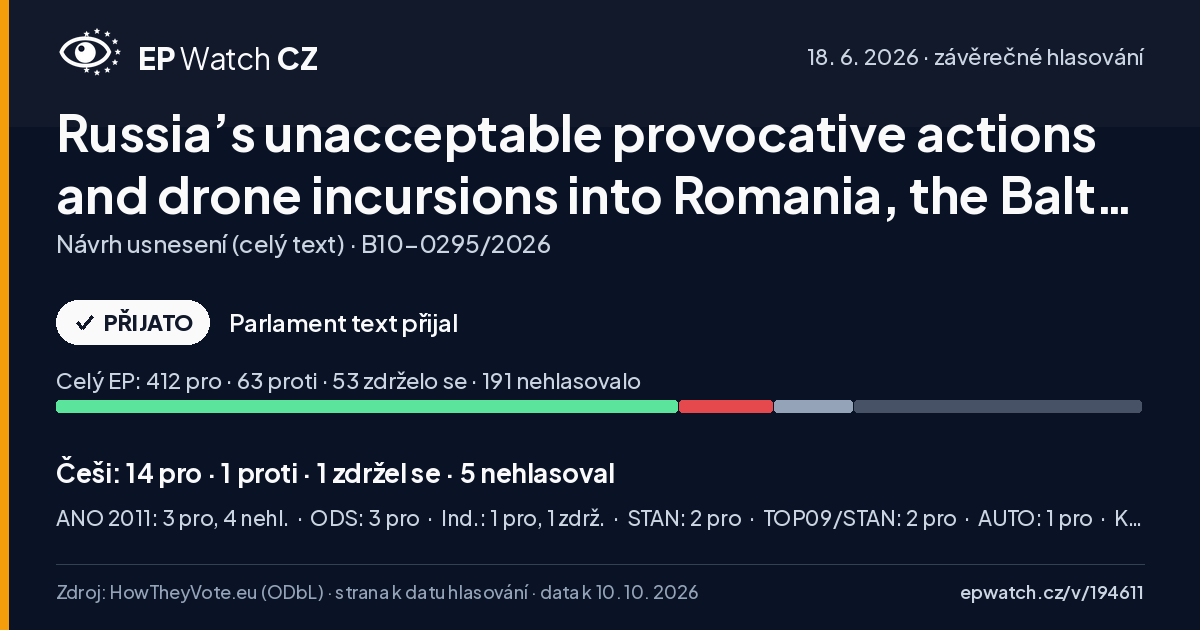 EP Watch CZ
18. 6. 2026 · závěrečné hlasování
Russia’s unacceptable provocative actions
and drone incursions into Romania, the Balt…
Návrh usnesení (celý text) · B10–0295/2026
✓ PŘIJATO
Parlament text přijal
Celý EP: 412 pro · 63 proti · 53 zdrželo se · 191 nehlasovalo
Češi: 14 pro · 1 proti · 1 zdržel se · 5 nehlasoval
ANO 2011: 3 pro, 4 nehl. · ODS: 3 pro · Ind.: 1 pro, 1 zdrž. · STAN: 2 pro · TOP09/STAN: 2 pro · AUTO: 1 pro · K…
Zdroj: HowTheyVote.eu (ODbL) · strana k datu hlasování · data k 10. 10. 2026
epwatch.cz/v/194611